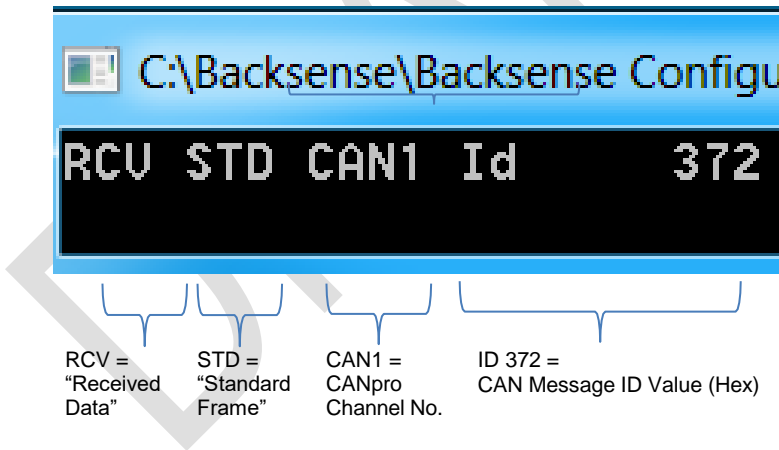 C:\Backsense\Backsense Configu
RCV STD CAN1 Id 372
RCV =
“Received
Data”
STD =
“Standard
Frame”
CAN1 =
CANpro
Channel No.
ID 372 =
CAN Message ID Value (Hex)